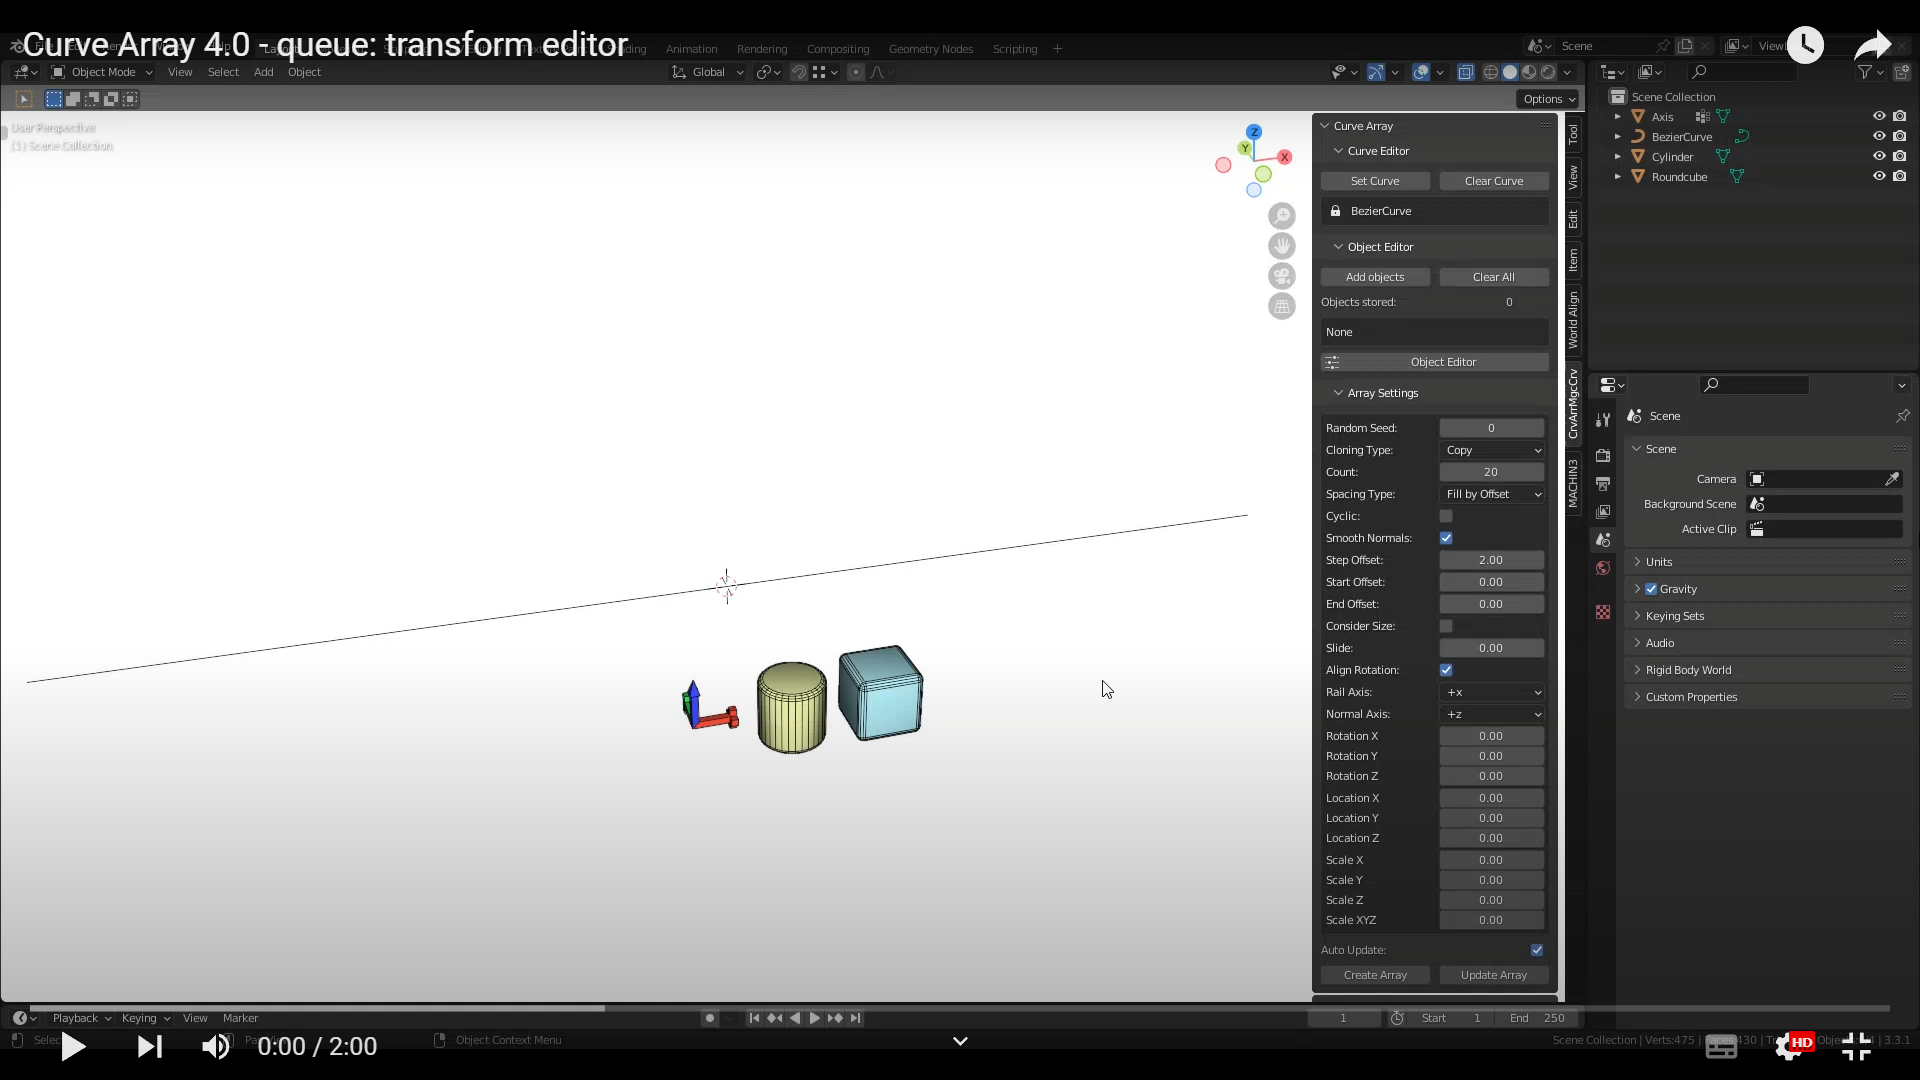 Curve Array 4.0 - queue: transform editor
Animation Rendering Compositing Geometry Nodes Scripting + Scene
Object Mode View Select Add Object Global
Options
User Perspective
(1) Scene Collection
Z
Y
X
Curve Array
Curve Editor
Set Curve Clear Curve
BezierCurve
Object Editor
Add objects Clear All
Objects stored: 0
None
Object Editor
Array Settings
Random Seed: 0
Cloning Type: Copy
Count: 20
Spacing Type: Fill by Offset
Cyclic:
Smooth Normals:
Step Offset: 2.00
Start Offset: 0.00
End Offset: 0.00
Consider Size:
Slide: 0.00
Align Rotation:
Rail Axis: +x
Normal Axis: +z
Rotation X 0.00
Rotation Y 0.00
Rotation Z 0.00
Location X 0.00
Location Y 0.00
Location Z 0.00
Scale X 0.00
Scale Y 0.00
Scale Z 0.00
Scale XYZ 0.00
Auto Update:
Create Array Update Array
Tool
View
Edit
Item
World Align
CrvArrMgcCrv
MACHIN3
Scene Collection
Axis
BezierCurve
Cylinder
Roundcube
Scene
Scene
Camera
Background Scene
Active Clip
Units
Gravity
Keying Sets
Audio
Rigid Body World
Custom Properties
Playback Keying View Marker
1 Start 1 End 250
0:00 / 2:00
Object Context Menu
Scene Collection | Verts:475 | Faces:430 | 3.3.1
HD